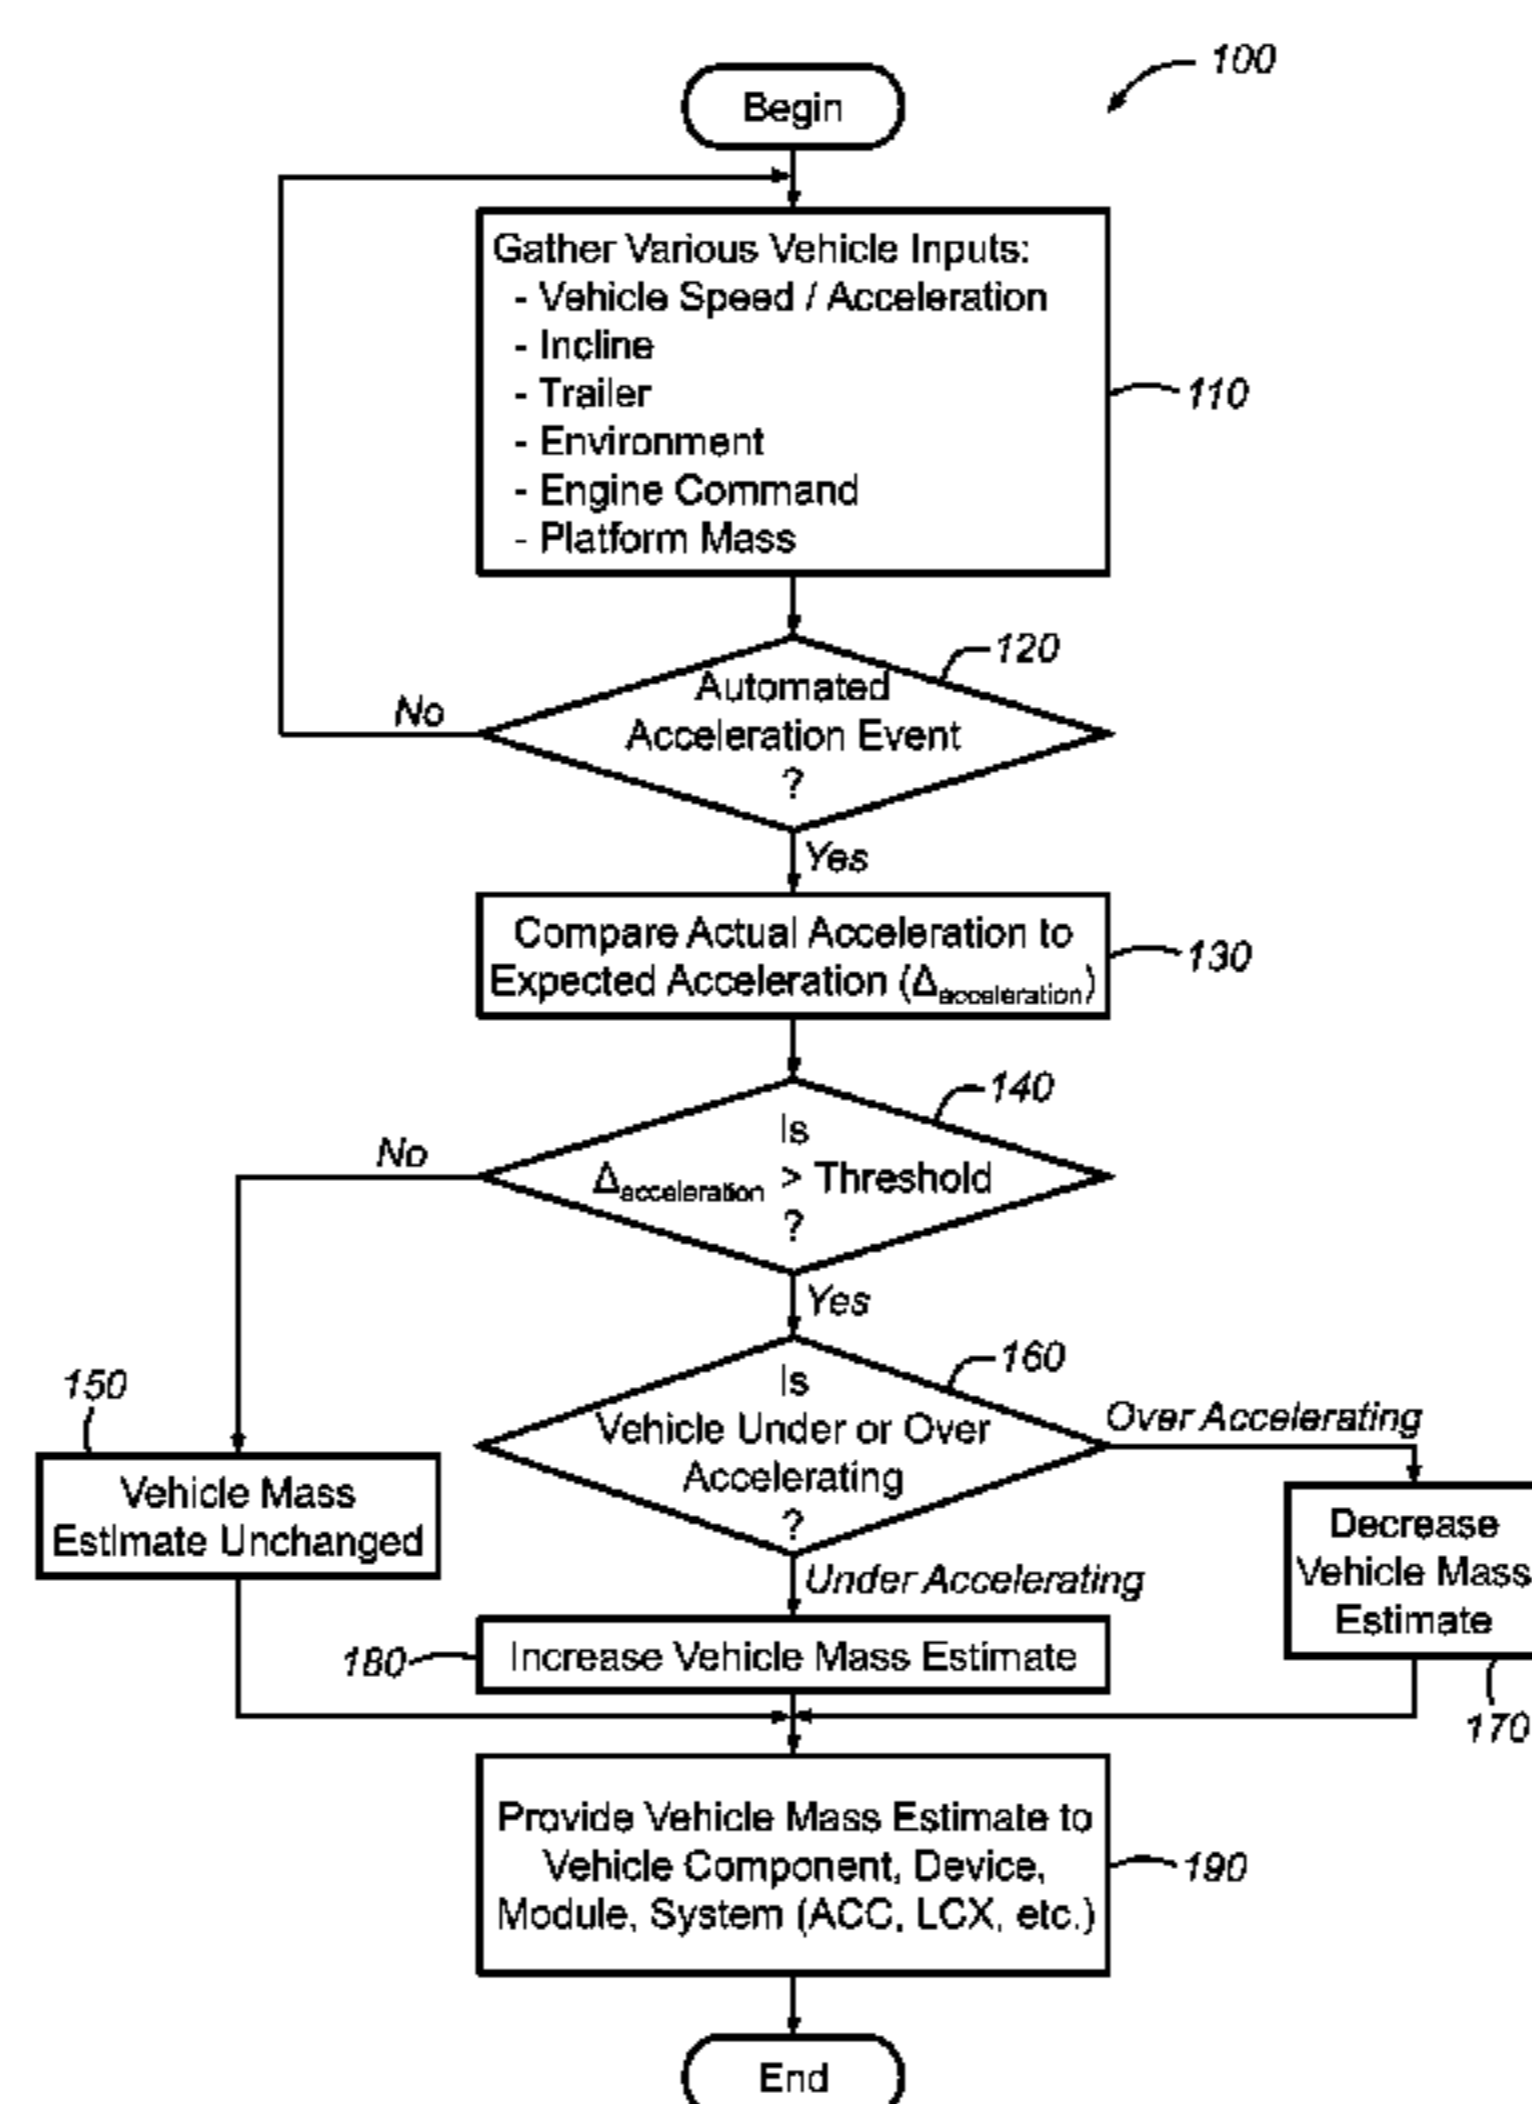 100
Begin
Gather Various Vehicle Inputs:
- Vehicle Speed / Acceleration
- Incline
- Trailer
- Environment
- Engine Command
- Platform Mass
110
120
Automated
Acceleration Event
?
No
Yes
Compare Actual Acceleration to
Expected Acceleration (Δacceleration)
130
140
Is
Δacceleration > Threshold
?
No
Yes
160
Is
Vehicle Under or Over
Accelerating
?
Over Accelerating
150
Vehicle Mass
Estimate Unchanged
Decrease
Vehicle Mass
Estimate
170
Under Accelerating
180
Increase Vehicle Mass Estimate
Provide Vehicle Mass Estimate to
Vehicle Component, Device,
Module, System (ACC, LCX, etc.)
190
End